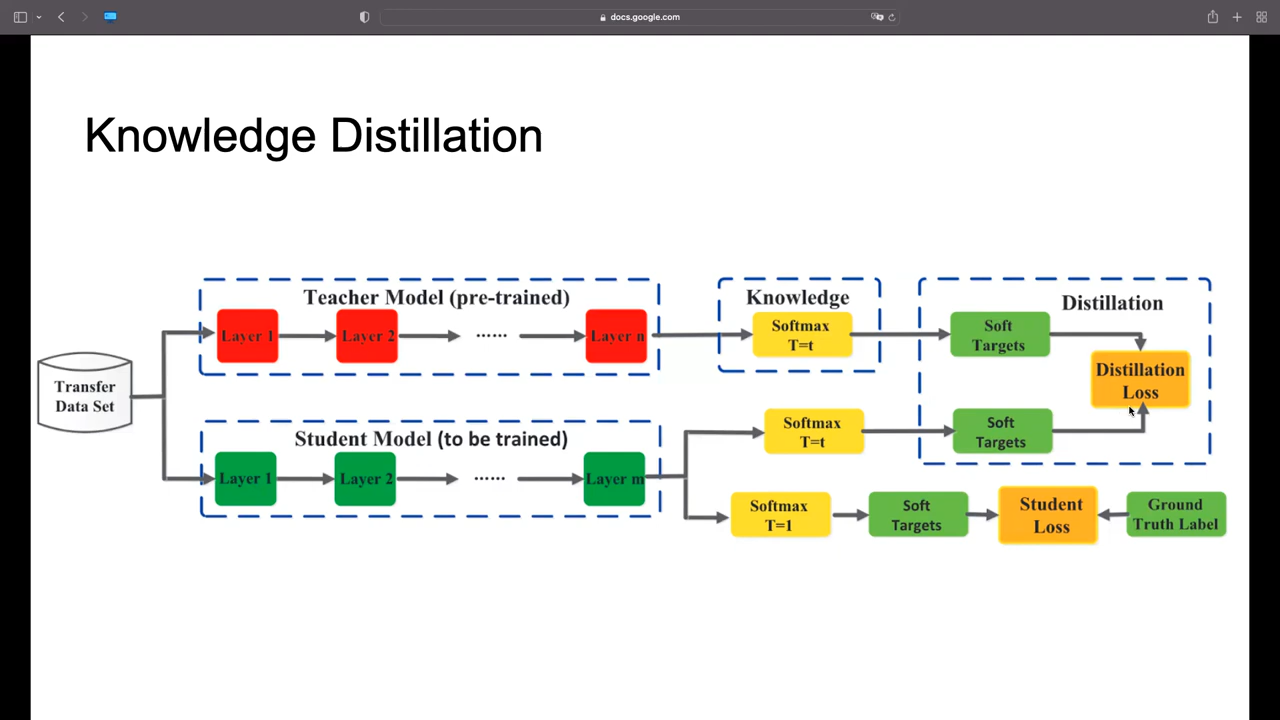 docs.google.com
Knowledge Distillation
Teacher Model (pre-trained)
Layer 1
Layer 2
······
Layer n
Knowledge
Softmax
T=t
Distillation
Soft
Targets
Distillation
Loss
Transfer
Data Set
Student Model (to be trained)
Layer 1
Layer 2
······
Layer m
Softmax
T=t
Soft
Targets
Softmax
T=1
Soft
Targets
Student
Loss
Ground
Truth Label